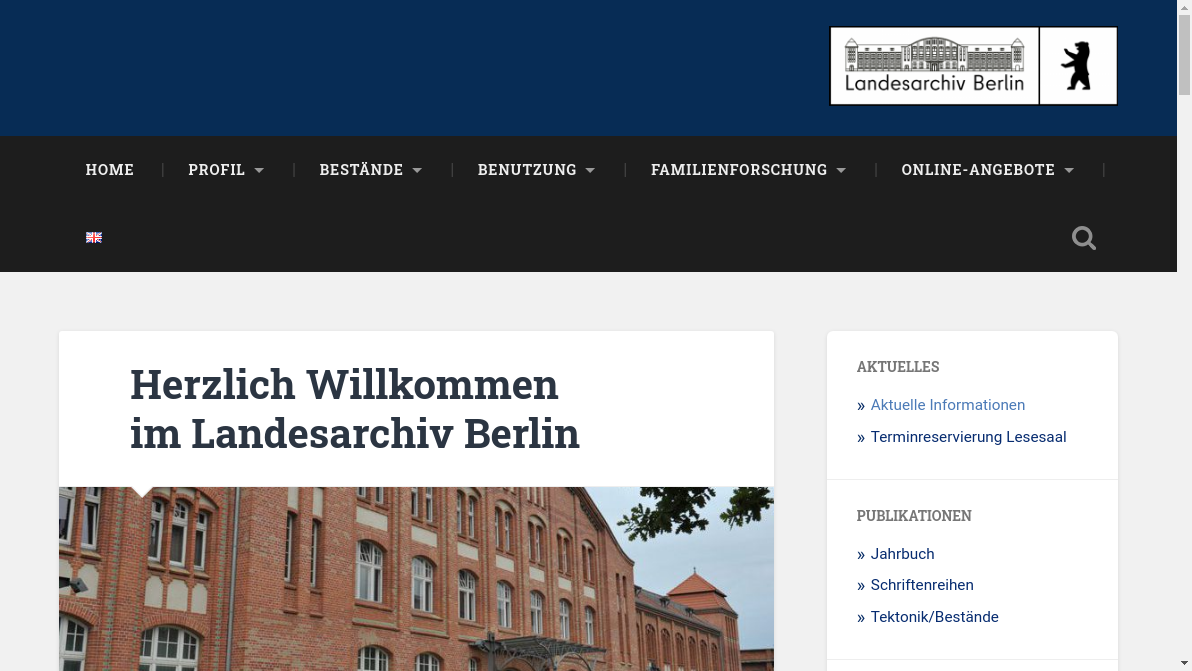 Landesarchiv Berlin
HOME
PROFIL
BESTÄNDE
BENUTZUNG
FAMILIENFORSCHUNG
ONLINE-ANGEBOTE
Herzlich Willkommen
im Landesarchiv Berlin
AKTUELLES
» Aktuelle Informationen
» Terminreservierung Lesesaal
PUBLIKATIONEN
» Jahrbuch
» Schriftenreihen
» Tektonik/Bestände